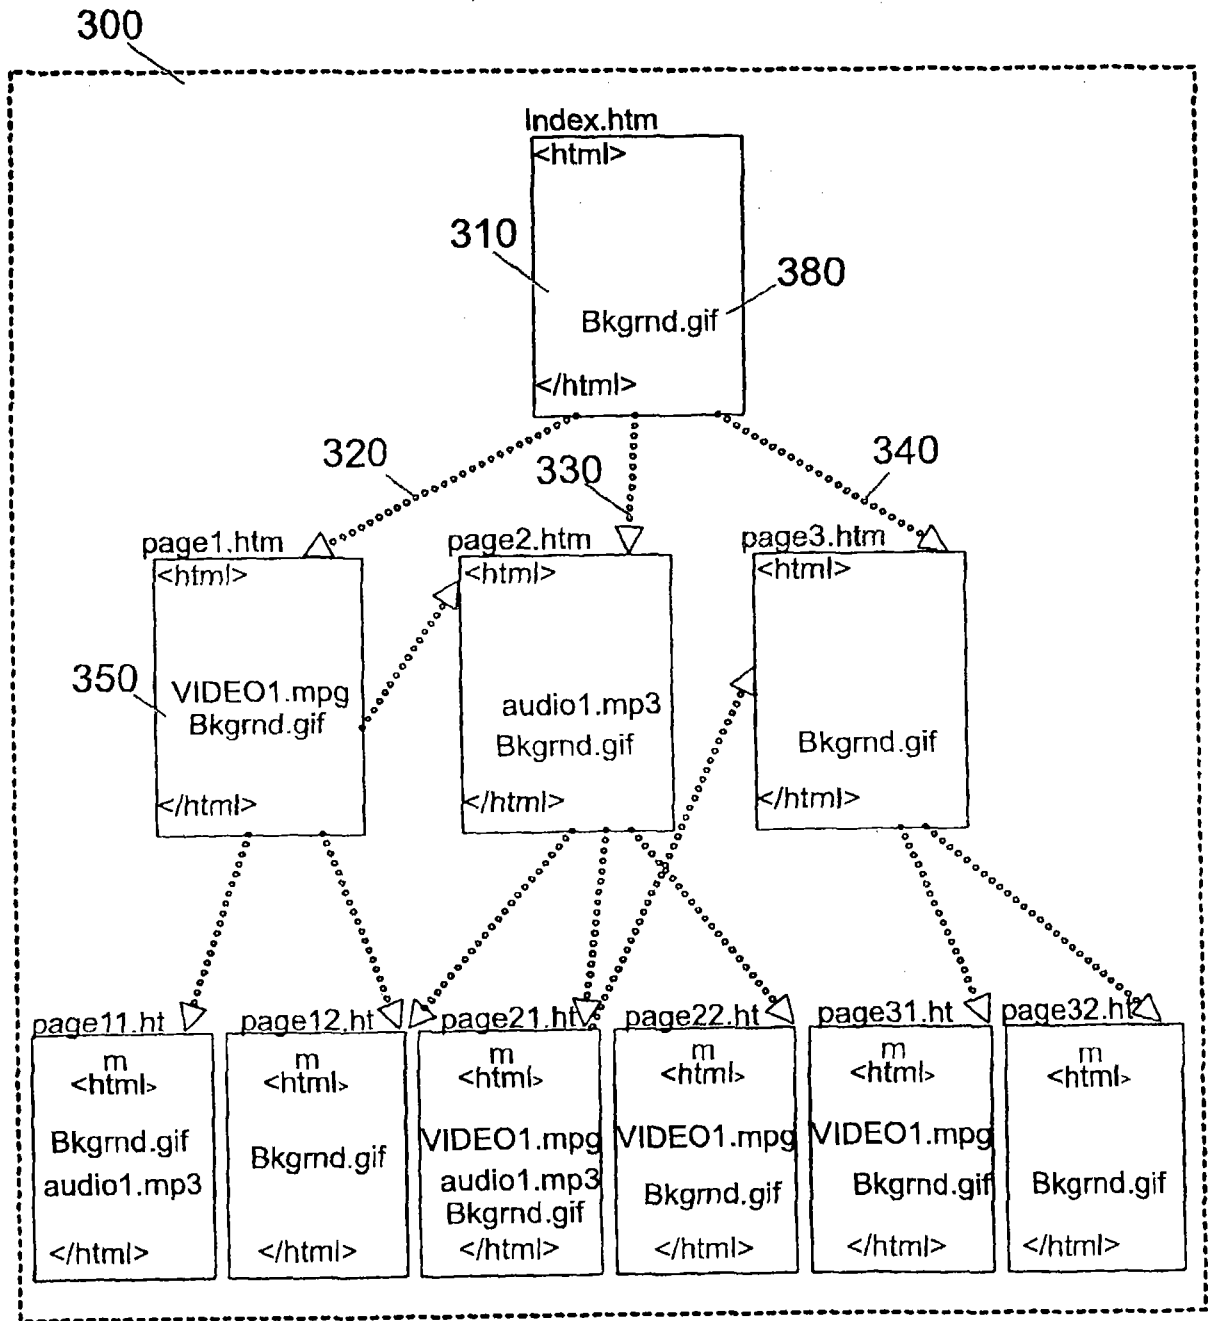 300
Index.htm
<html>
310
380
Bkgrnd.gif
</html>
320
330
340
page1.htm
<html>
350
VIDEO1.mpg
Bkgrnd.gif
</html>
page2.htm
<html>
audio1.mp3
Bkgrnd.gif
</html>
page3.htm
<html>
Bkgrnd.gif
</html>
page11.ht
m
<html>
Bkgrnd.gif
audio1.mp3
</html>
page12.ht
m
<html>
Bkgrnd.gif
</html>
page21.ht
m
<html>
VIDEO1.mpg
audio1.mp3
Bkgrnd.gif
</html>
page22.ht
m
<html>
VIDEO1.mpg
Bkgrnd.gif
</html>
page31.ht
m
<html>
VIDEO1.mpg
Bkgrnd.gif
</html>
page32.ht
m
<html>
Bkgrnd.gif
</html>